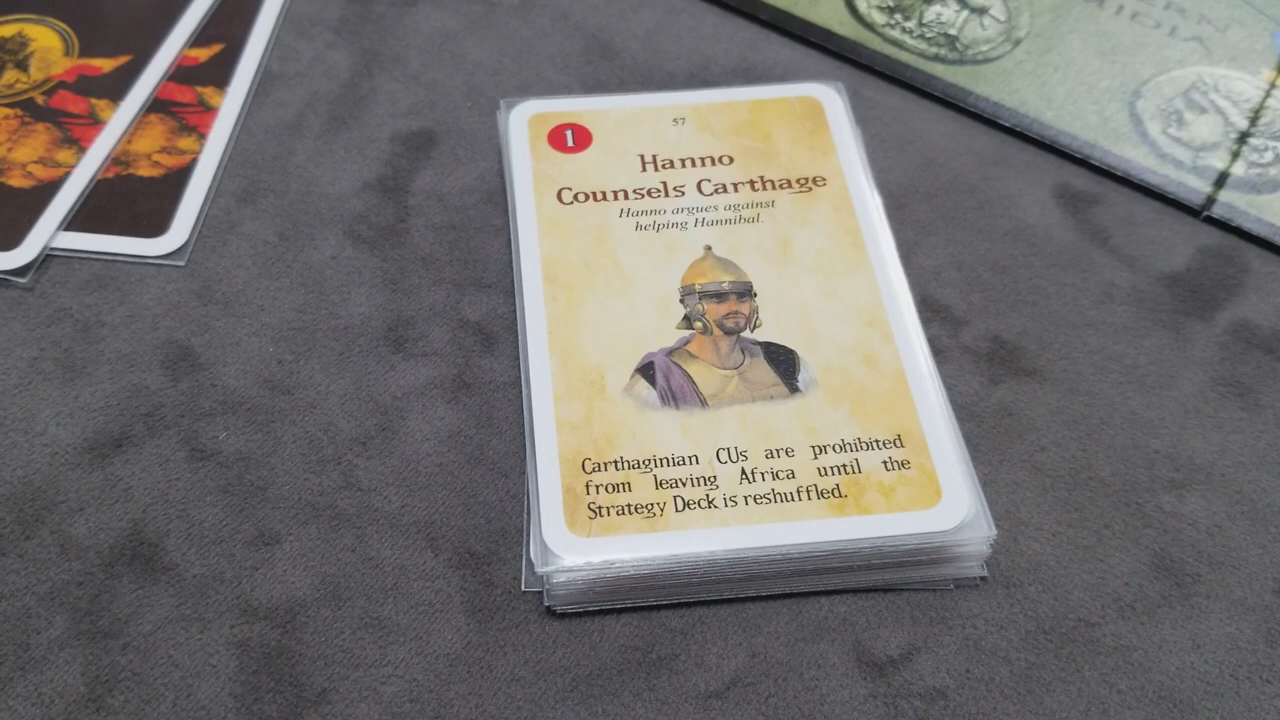 1
57
Hanno
Counsels Carthage
Hanno argues against
helping Hannibal.
Carthaginian CUs are prohibited
from leaving Africa until the
Strategy Deck is reshuffled.